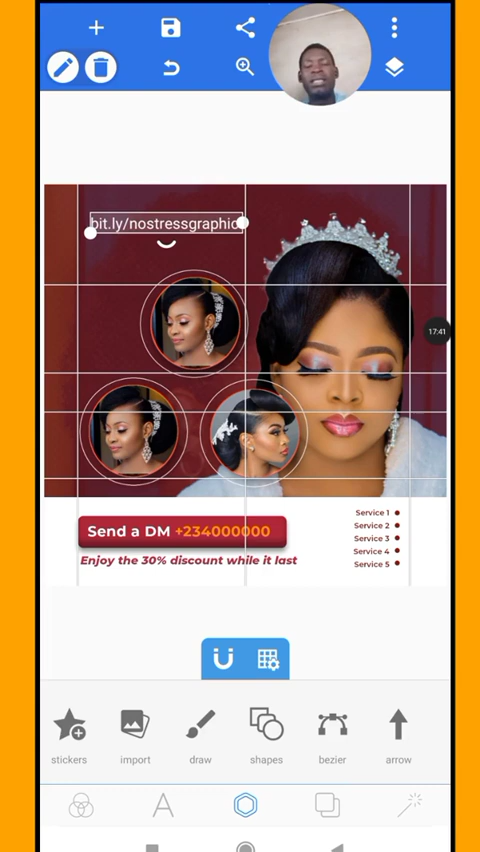 bit.ly/nostressgraphic
17:41
Service 1
Service 2
Service 3
Service 4
Service 5
Send a DM +234000000
Enjoy the 30% discount while it last
stickers
import
draw
shapes
bezier
arrow